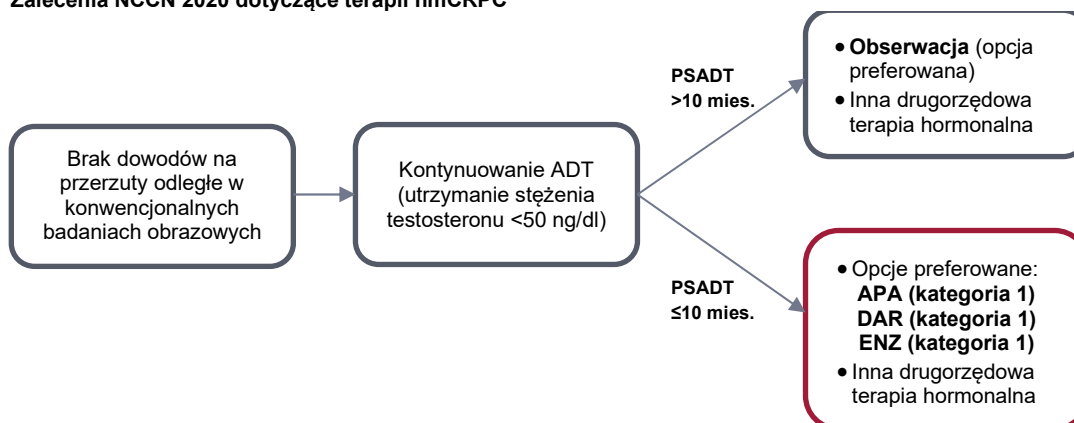 Zalecenia NCCN 2020 dotyczące terapii nmCRPC
Brak dowodów na
przerzuty odległe w
konwencjonalnych
badaniach obrazowych
Kontynuowanie ADT
(utrzymanie stężenia
testosteronu <50 ng/dl)
PSADT
>10 mies.
• Obserwacja (opcja
preferowana)
• Inna drugorzędowa
terapia hormonalna
PSADT
≤10 mies.
• Opcje preferowane:
APA (kategoria 1)
DAR (kategoria 1)
ENZ (kategoria 1)
• Inna drugorzędowa
terapia hormonalna